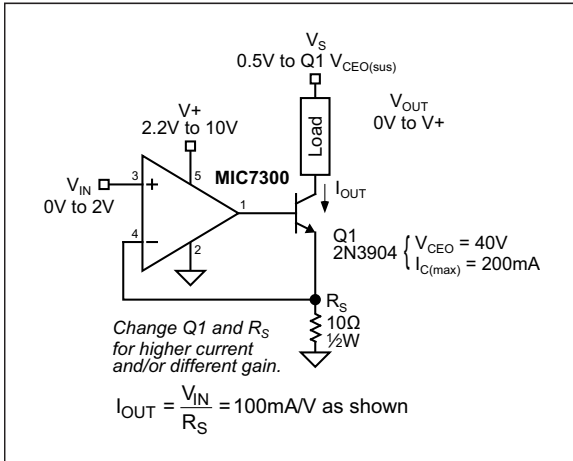 V_S
0.5V to Q1 V_CEO(sus)
V+
2.2V to 10V
V_OUT
0V to V+
Load
MIC7300
V_IN
0V to 2V
3
+
5
1
4
−
2
I_OUT
Q1
2N3904
{ V_CEO = 40V
I_C(max) = 200mA
R_S
10Ω
½W
Change Q1 and R_S
for higher current
and/or different gain.
I_OUT = V_IN / R_S = 100mA/V as shown